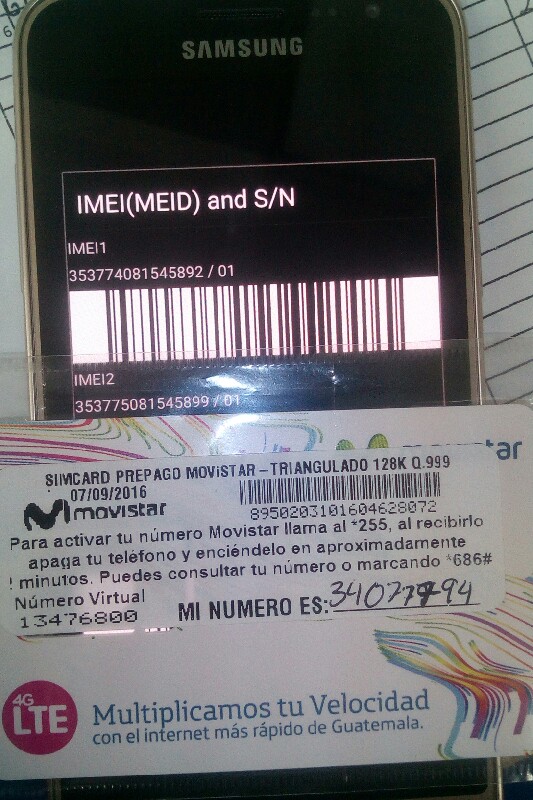 SAMSUNG
IMEI(MEID) and S/N
IMEI1
353774081545892 / 01
IMEI2
353775081545899 / 01
tar
SIMCARD PREPAGO MOViSTAR - TRIANGULADO 128K Q.999
07/09/2016
movistar
8950203101604628072
Para activar tu número Movistar llama al *255, al recibirlo
apaga tu teléfono y enciéndelo en aproximadamente
minutos. Puedes consultar tu número o marcando *686#
Número Virtual
13476800
MI NUMERO ES:
4G
LTE
Multiplicamos tu Velocidad
con el internet más rápido de Guatemala.